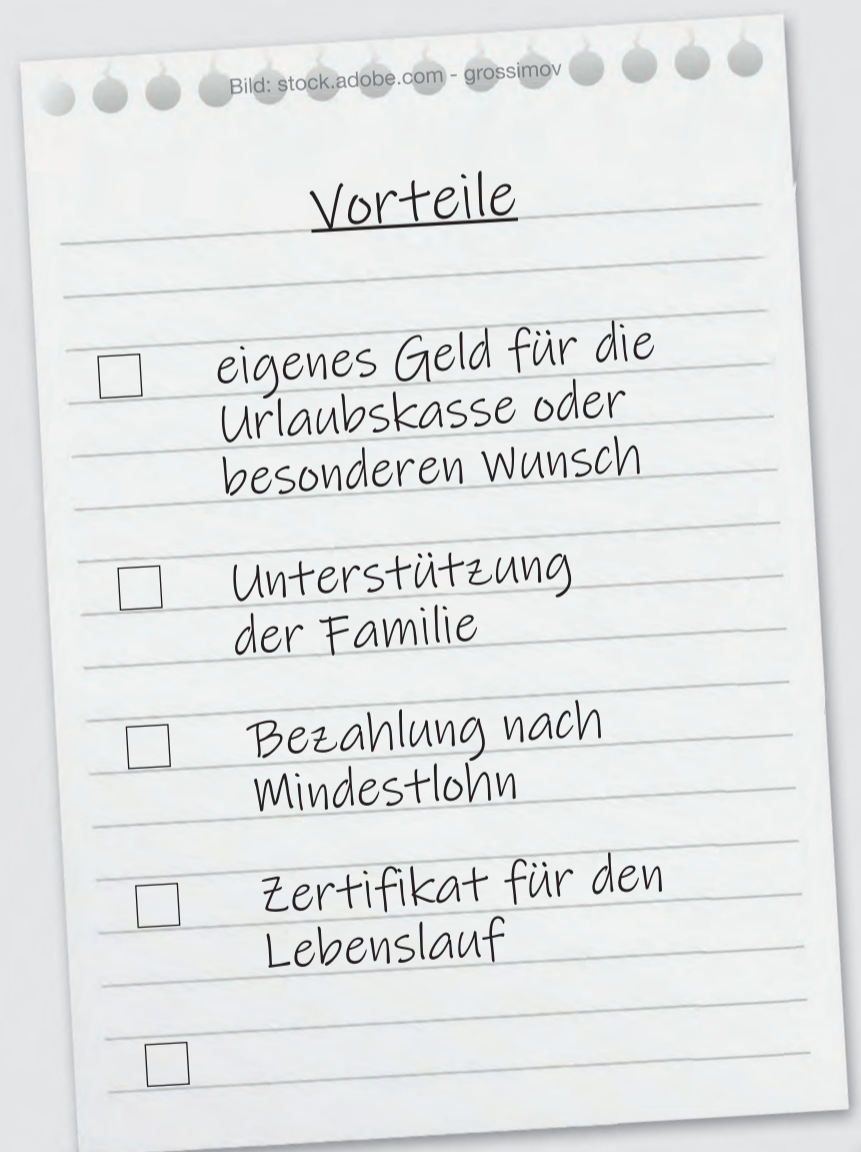 Bild: stock.adobe.com - grossimov
Vorteile
eigenes Geld für die
Urlaubskasse oder
besonderen Wunsch
Unterstützung
der Familie
Bezahlung nach
Mindestlohn
Zertifikat für den
Lebenslauf